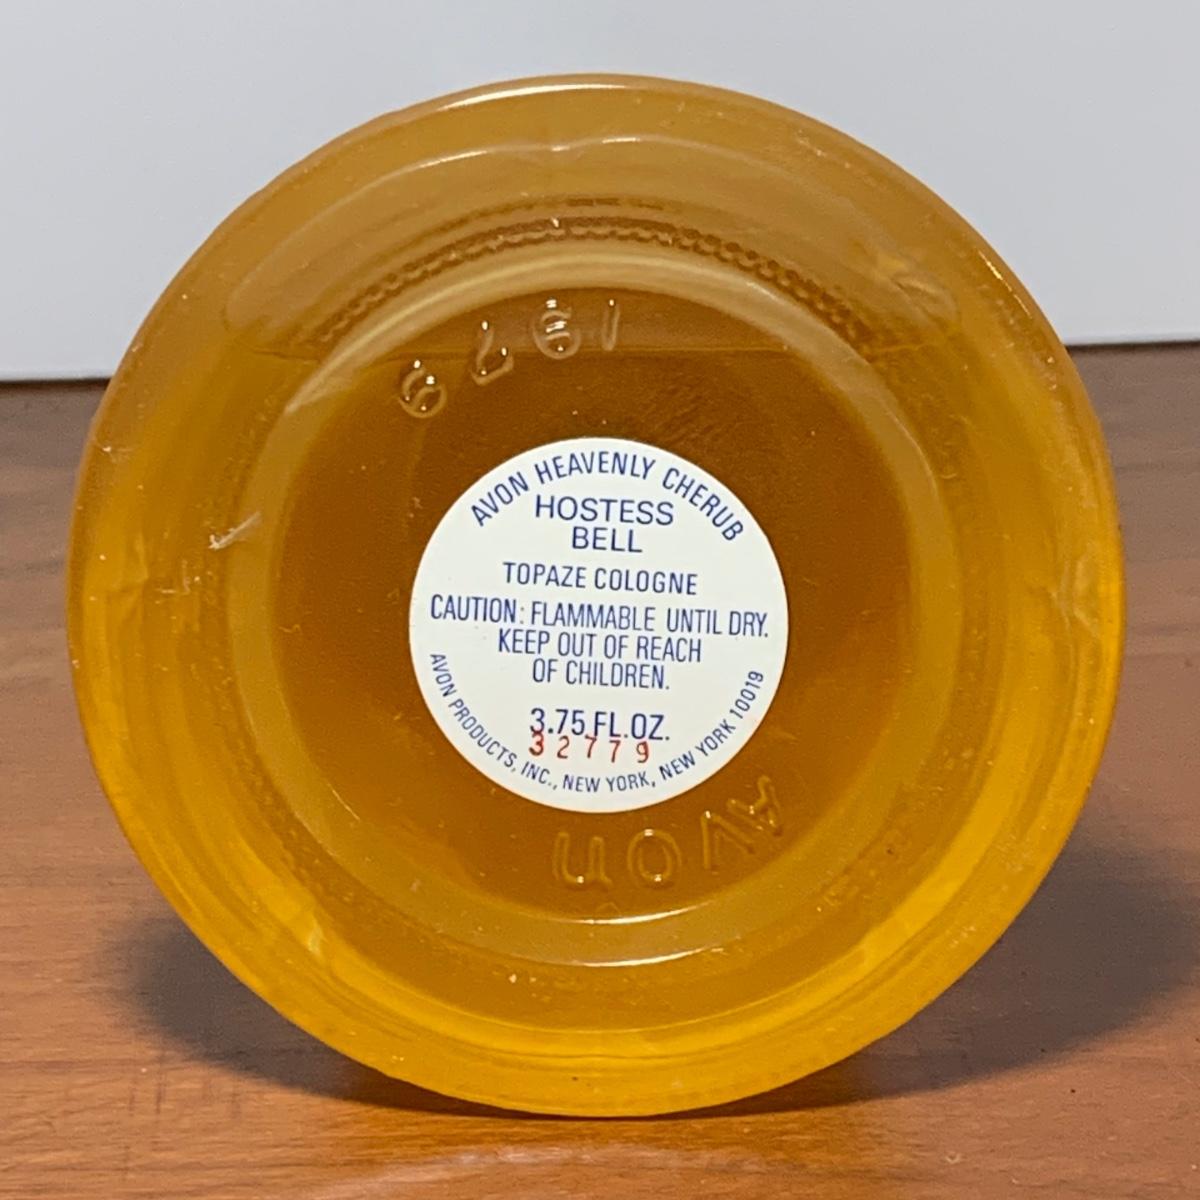 1979
AVON HEAVENLY CHERUB
HOSTESS
BELL
TOPAZE COLOGNE
CAUTION: FLAMMABLE UNTIL DRY.
KEEP OUT OF REACH
OF CHILDREN.
3.75 FL.OZ.
32779
AVON PRODUCTS, INC., NEW YORK, NEW YORK 10019
AVON